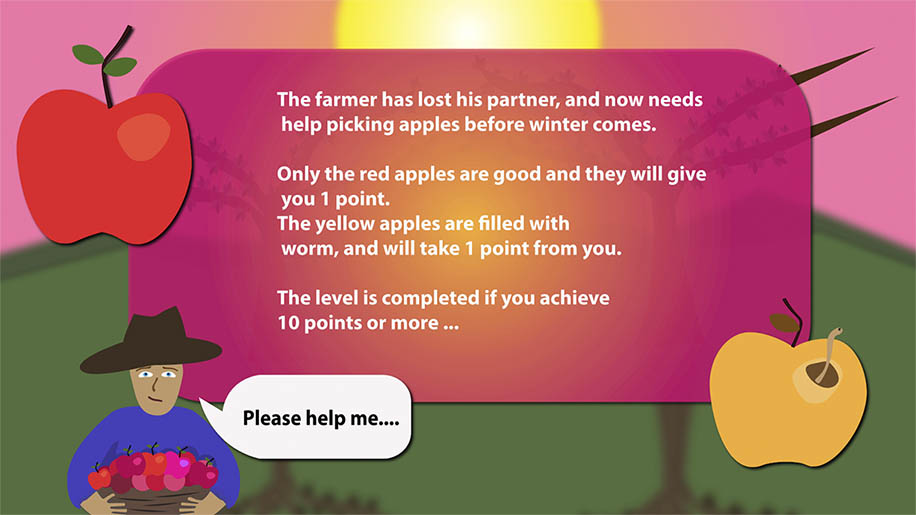 The farmer has lost his partner, and now needs
help picking apples before winter comes.
Only the red apples are good and they will give
you 1 point.
The yellow apples are filled with
worm, and will take 1 point from you.
The level is completed if you achieve
10 points or more ...
Please help me....